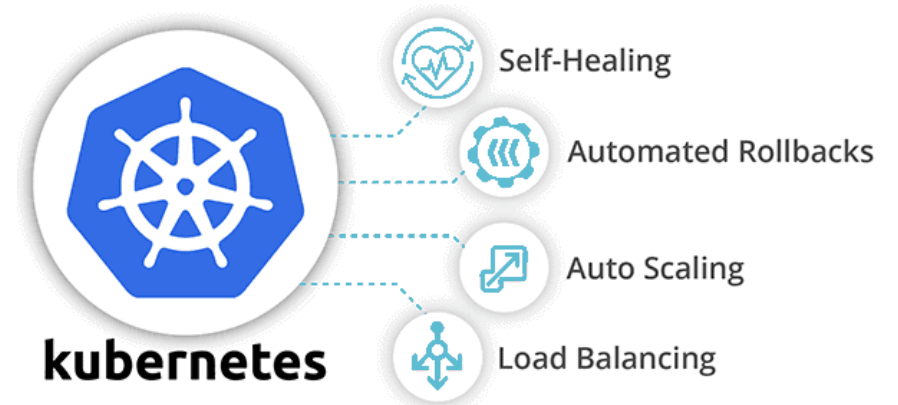 Self-Healing
Automated Rollbacks
Auto Scaling
Load Balancing
kubernetes